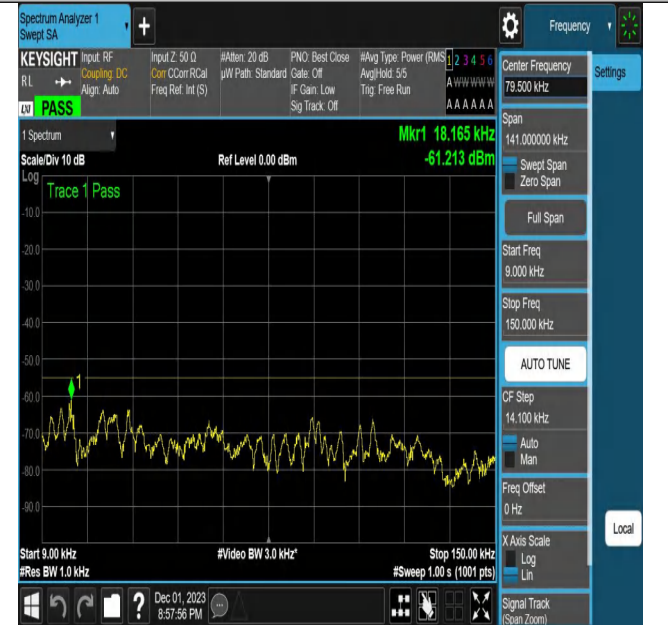 Spectrum Analyzer 1
Swept SA
+
Frequency
KEYSIGHT
RL
LXI
PASS
Input: RF
Coupling: DC
Align: Auto
Input Z: 50 Ω
Corr CCorr RCal
Freq Ref: Int (S)
#Atten: 20 dB
µW Path: Standard
PNO: Best Close
Gate: Off
IF Gain: Low
Sig Track: Off
#Avg Type: Power (RMS
Avg|Hold: 5/5
Trig: Free Run
1 2 3 4 5 6
A W W W W W
A A A A A A
1 Spectrum
Scale/Div 10 dB
Ref Level 0.00 dBm
Mkr1 18.165 kHz
-61.213 dBm
Log
Trace 1 Pass
-10.0
-20.0
-30.0
-40.0
-50.0
-60.0
-70.0
-80.0
-90.0
1
Start 9.00 kHz
#Video BW 3.0 kHz*
Stop 150.00 kHz
#Res BW 1.0 kHz
#Sweep 1.00 s (1001 pts)
Center Frequency
79.500 kHz
Settings
Span
141.000000 kHz
Swept Span
Zero Span
Full Span
Start Freq
9.000 kHz
Stop Freq
150.000 kHz
AUTO TUNE
CF Step
14.100 kHz
Auto
Man
Freq Offset
0 Hz
X Axis Scale
Log
Lin
Local
Signal Track
(Span Zoom)
?
Dec 01, 2023
8:57:56 PM